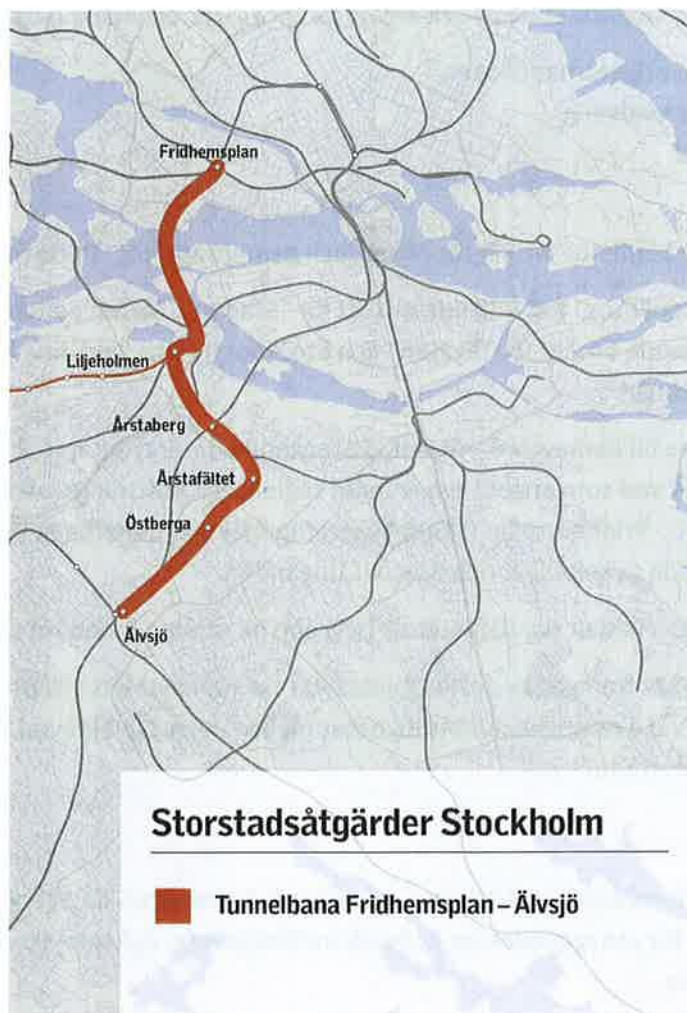 Fridhemsplan
Liljeholmen
Årstaberg
Årstafältet
Östberga
Älvsjö
Storstadsåtgärder Stockholm
Tunnelbana Fridhemsplan – Älvsjö